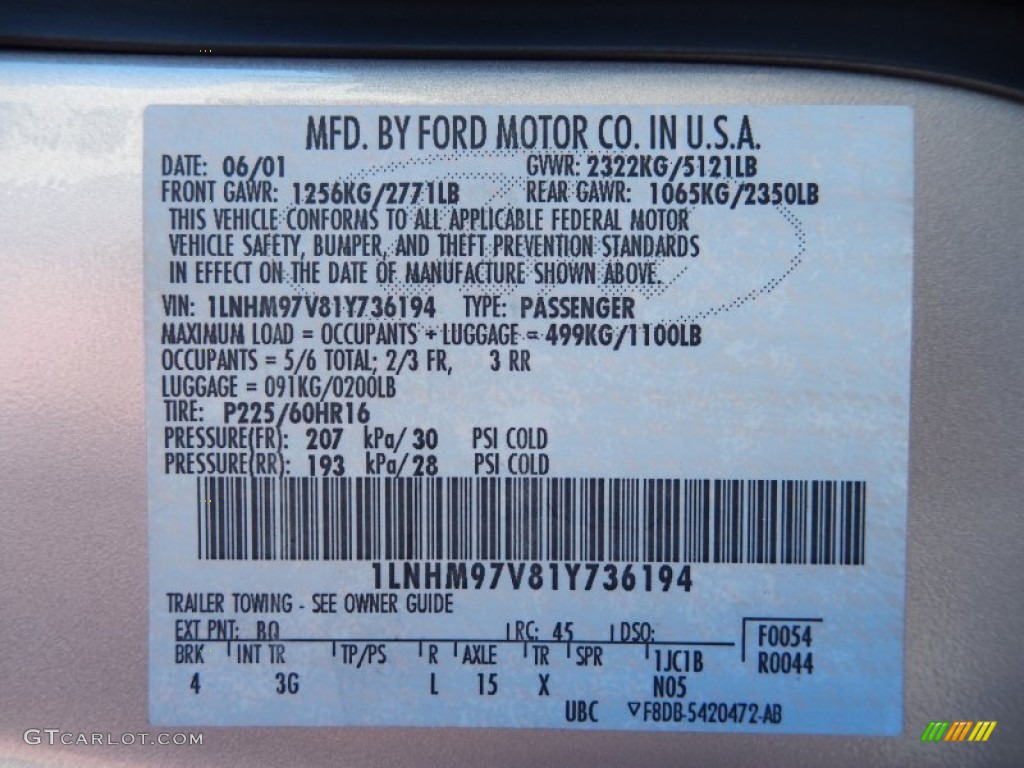 MFD. BY FORD MOTOR CO. IN U.S.A.
DATE: 06/01 GVWR: 2322KG/5121LB
FRONT GAWR: 1256KG/2771LB REAR GAWR: 1065KG/2350LB
THIS VEHICLE CONFORMS TO ALL APPLICABLE FEDERAL MOTOR
VEHICLE SAFETY, BUMPER, AND THEFT PREVENTION STANDARDS
IN EFFECT ON THE DATE OF MANUFACTURE SHOWN ABOVE.
VIN: 1LNHM97V81Y736194 TYPE: PASSENGER
MAXIMUM LOAD = OCCUPANTS + LUGGAGE = 499KG/1100LB
OCCUPANTS = 5/6 TOTAL; 2/3 FR, 3 RR
LUGGAGE = 091KG/0200LB
TIRE: P225/60HR16
PRESSURE(FR): 207 kPa/ 30 PSI COLD
PRESSURE(RR): 193 kPa/ 28 PSI COLD
1LNHM97V81Y736194
TRAILER TOWING - SEE OWNER GUIDE
EXT PNT: BQ RC: 45 DSO: F0054
BRK INT TR TP/PS R AXLE TR SPR 1JC1B R0044
4 3G L 15 X N05
UBC ▽F8DB-5420472-AB
GTCARLOT.COM